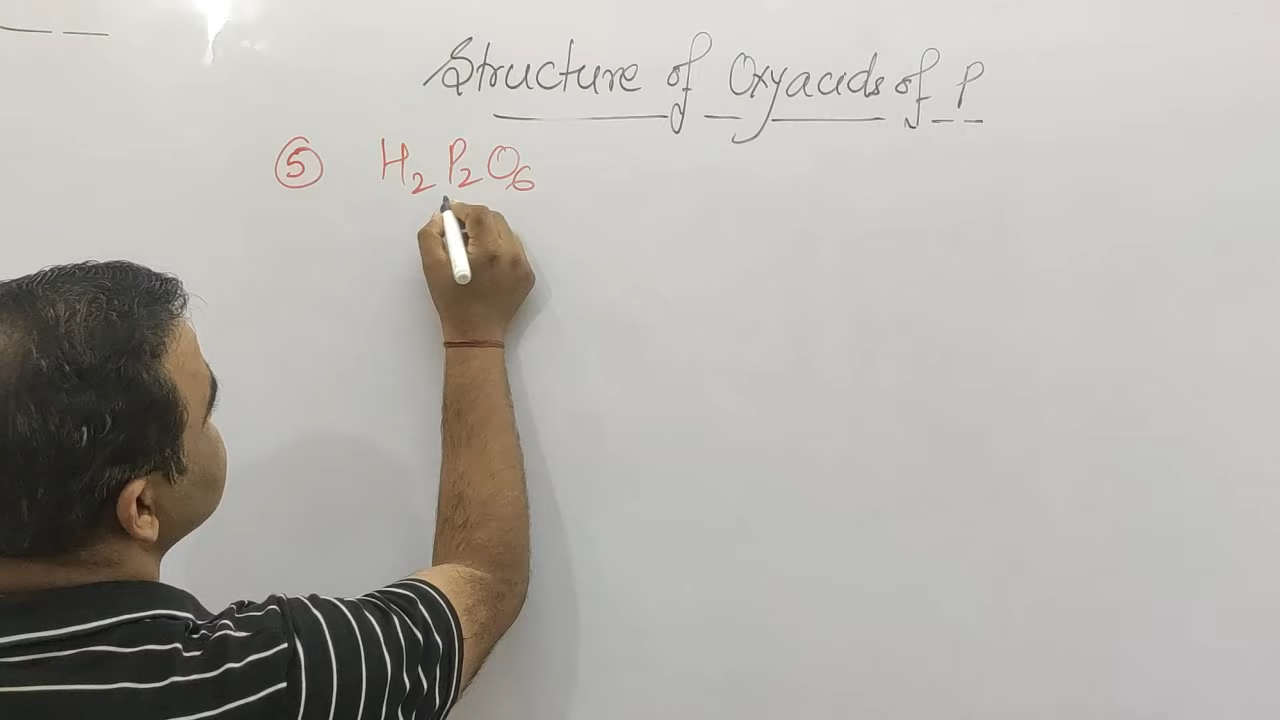 Structure of Oxyacids of P
⑤ H₂P₂O₆